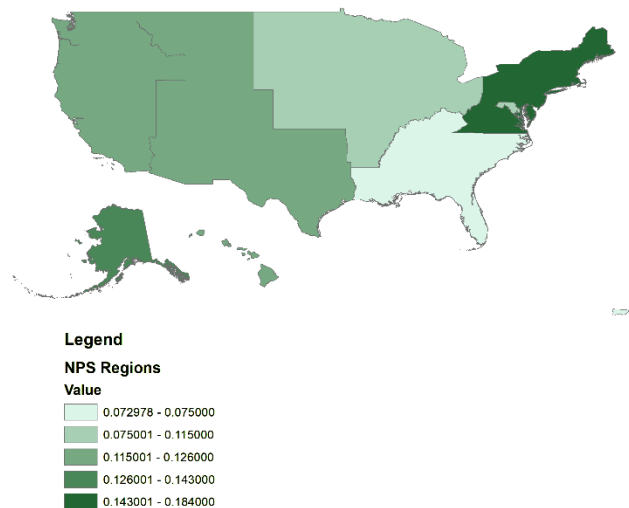 Legend
NPS Regions
Value
0.072978 - 0.075000
0.075001 - 0.115000
0.115001 - 0.126000
0.126001 - 0.143000
0.143001 - 0.184000